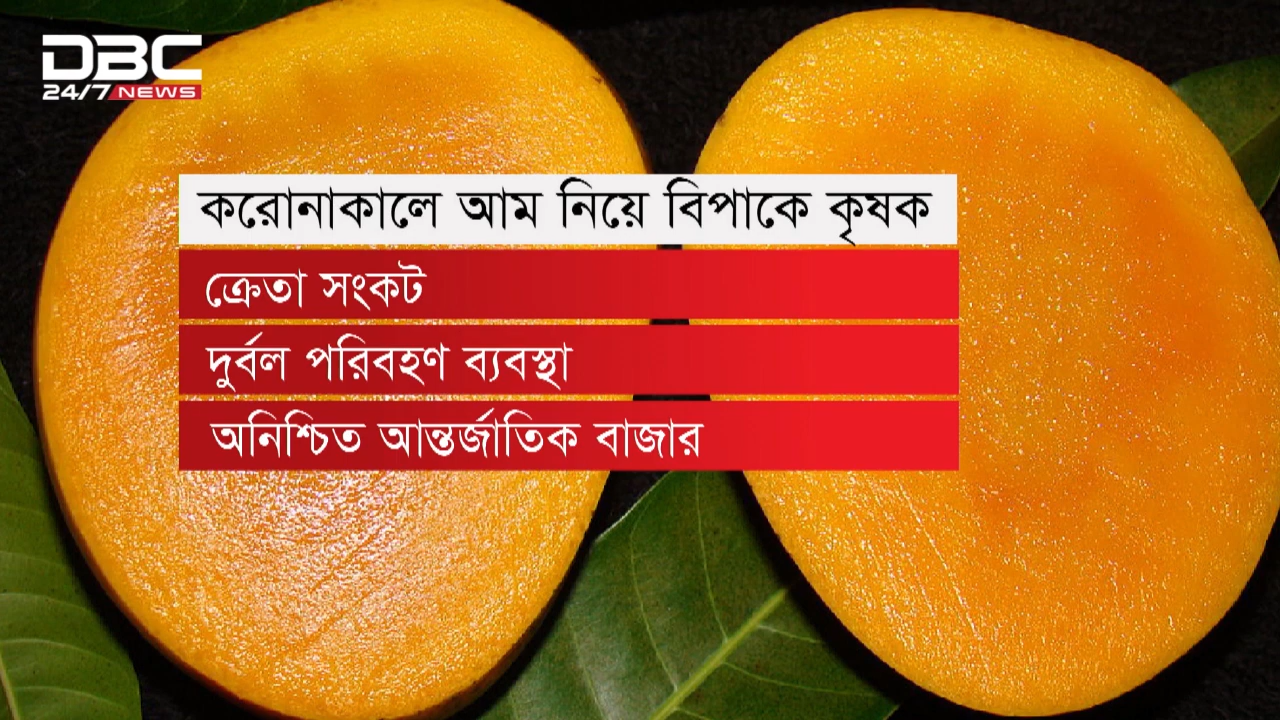 DBC
24/7 NEWS
করোনাকালে আম নিয়ে বিপাকে কৃষক
ক্রেতা সংকট
দুর্বল পরিবহণ ব্যবস্থা
অনিশ্চিত আন্তর্জাতিক বাজার